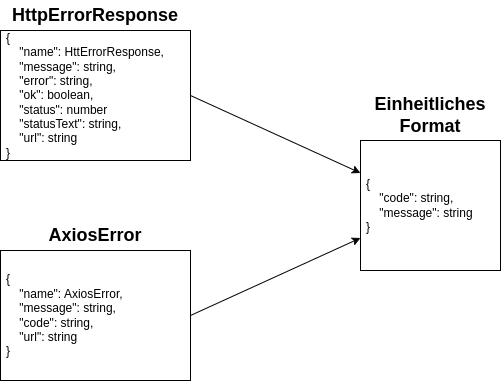 HttpErrorResponse
{
"name": HttErrorResponse,
"message": string,
"error": string,
"ok": boolean,
"status": number
"statusText": string,
"url": string
}
Einheitliches
Format
{
"code": string,
"message": string
}
AxiosError
{
"name": AxiosError,
"message": string,
"code": string,
"url": string
}